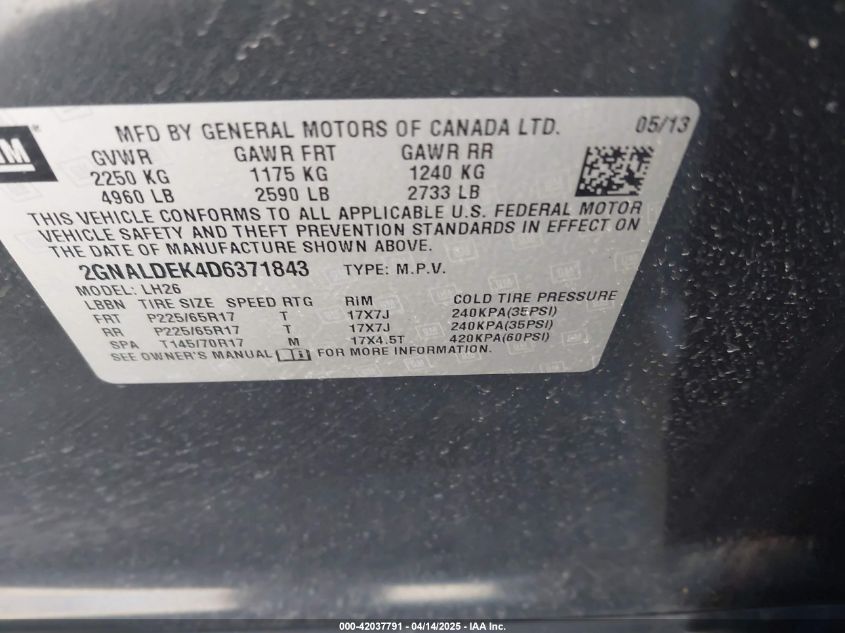 GM®
MFD BY GENERAL MOTORS OF CANADA LTD. 05/13
GVWR GAWR FRT GAWR RR
2250 KG 1175 KG 1240 KG
4960 LB 2590 LB 2733 LB
THIS VEHICLE CONFORMS TO ALL APPLICABLE U.S. FEDERAL MOTOR
VEHICLE SAFETY AND THEFT PREVENTION STANDARDS IN EFFECT ON
THE DATE OF MANUFACTURE SHOWN ABOVE.
2GNALDEK4D6371843 TYPE: M.P.V.
MODEL: LH26
LBBN TIRE SIZE SPEED RTG RIM COLD TIRE PRESSURE
FRT P225/65R17 T 17X7J 240KPA(35PSI)
RR P225/65R17 T 17X7J 240KPA(35PSI)
SPA T145/70R17 M 17X4.5T 420KPA(60PSI)
SEE OWNER'S MANUAL FOR MORE INFORMATION.
000-42037791 - 04/14/2025 - IAA Inc.